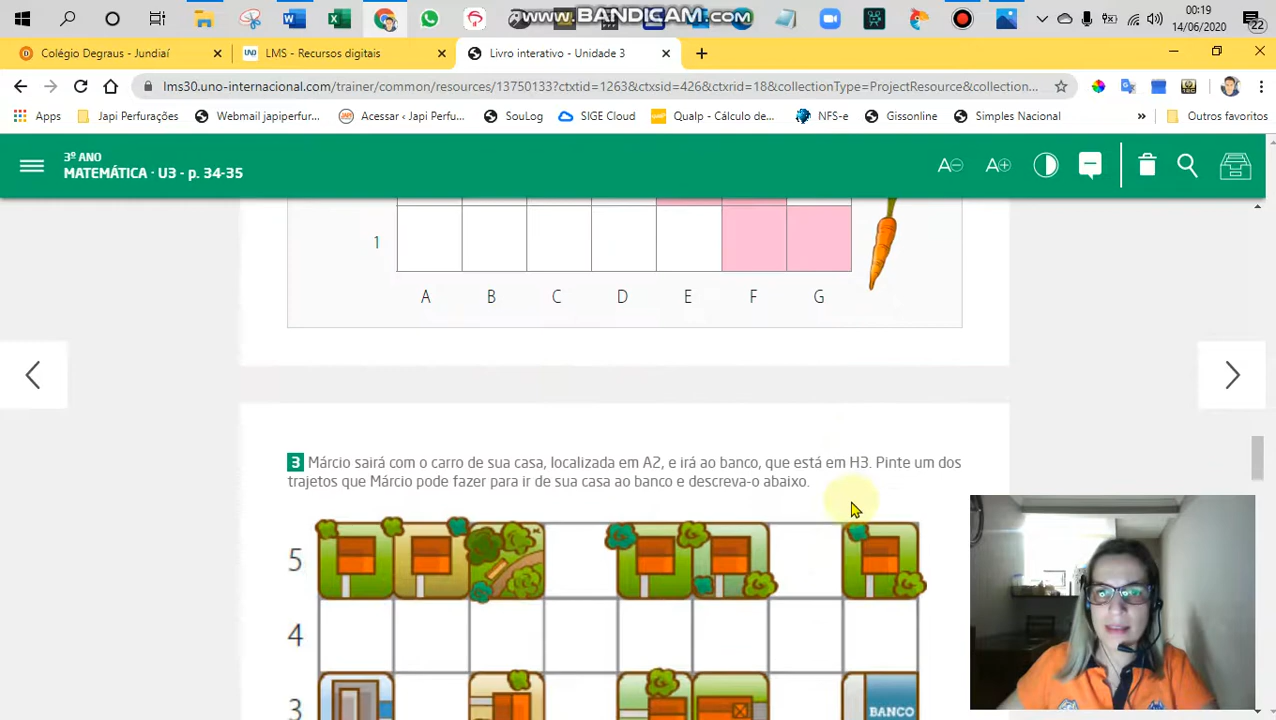 www.BANDICAM.com
00:19
14/06/2020
22
Colégio Degraus - Jundiaí
UNO
LMS - Recursos digitais
Livro interativo - Unidade 3
lms30.uno-internacional.com/trainer/commctr/resource/13750133?ctxtid=1263&ctxsid=426&ctxrid=18&collectionType=ProjectResource&collection...
Apps
Japi Perfurações
Webmail japiperfur...
Acessar ‹ Japi Perfu...
SouLog
SIGE Cloud
Qualp - Cálculo de...
NFS-e
Gissonline
Simples Nacional
»
Outros favoritos
3º ANO
MATEMÁTICA · U3 - p. 34-35
A
A
1
A B C D E F G
3 Márcio sairá com o carro de sua casa, localizada em A2, e irá ao banco, que está em H3. Pinte um dos
trajetos que Márcio pode fazer para ir de sua casa ao banco e descreva-o abaixo.
5
4
3
BANCO